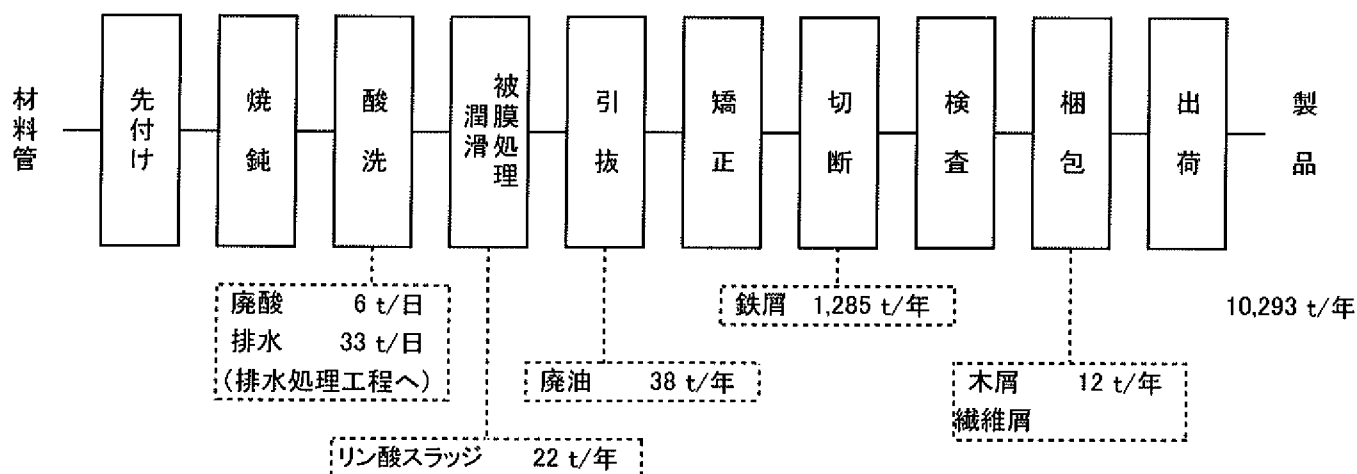 材料管
先付け
焼鈍
酸洗
被膜処理
潤滑
引抜
矯正
切断
検査
梱包
出荷
製品
廃酸 6 t/日
排水 33 t/日
(排水処理工程へ)
リン酸スラッジ 22 t/年
廃油 38 t/年
鉄屑 1,285 t/年
木屑 12 t/年
繊維屑
10,293 t/年